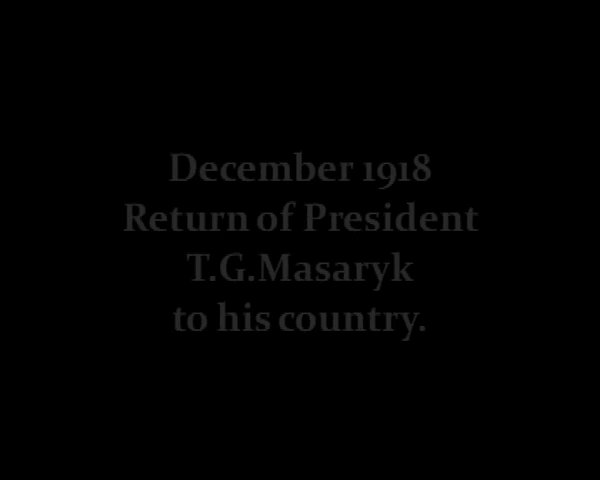 December 1918
Return of President
T.G.Masaryk
to his country.